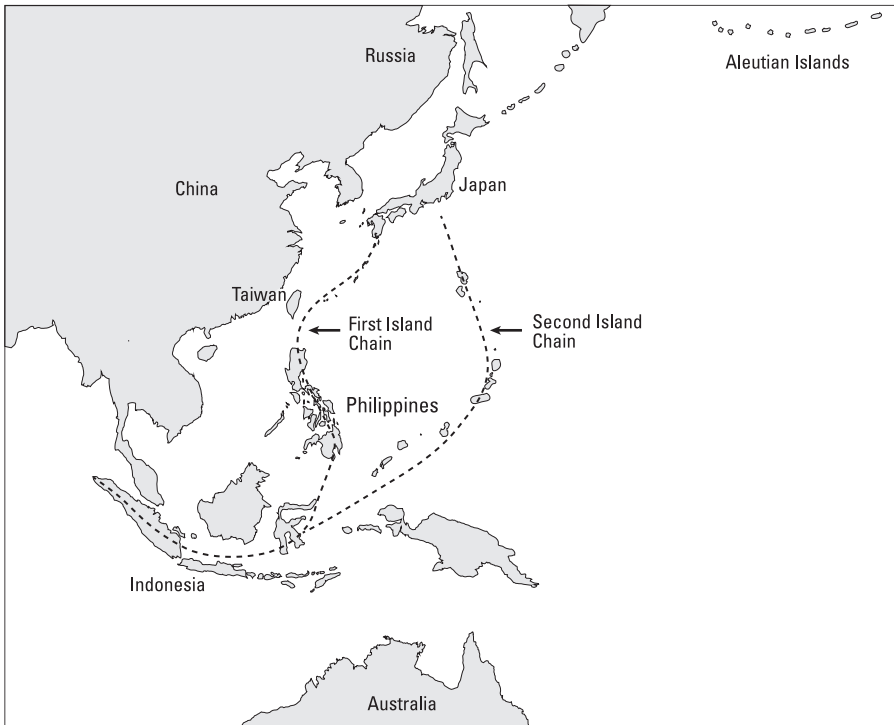 Russia
Aleutian Islands
China
Japan
Taiwan
First Island
Chain
Second Island
Chain
Philippines
Indonesia
Australia